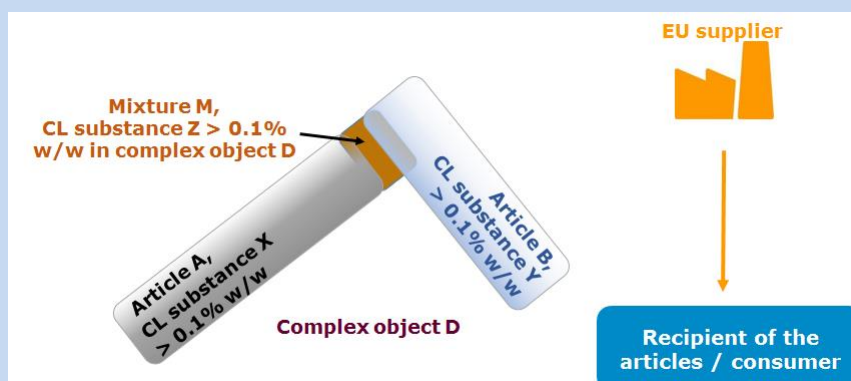 EU supplier
Mixture M,
CL substance Z > 0.1%
w/w in complex object D
Article A,
CL substance X
> 0.1% w/w
Article B,
CL substance Y
> 0.1% w/w
Complex object D
Recipient of the
articles / consumer